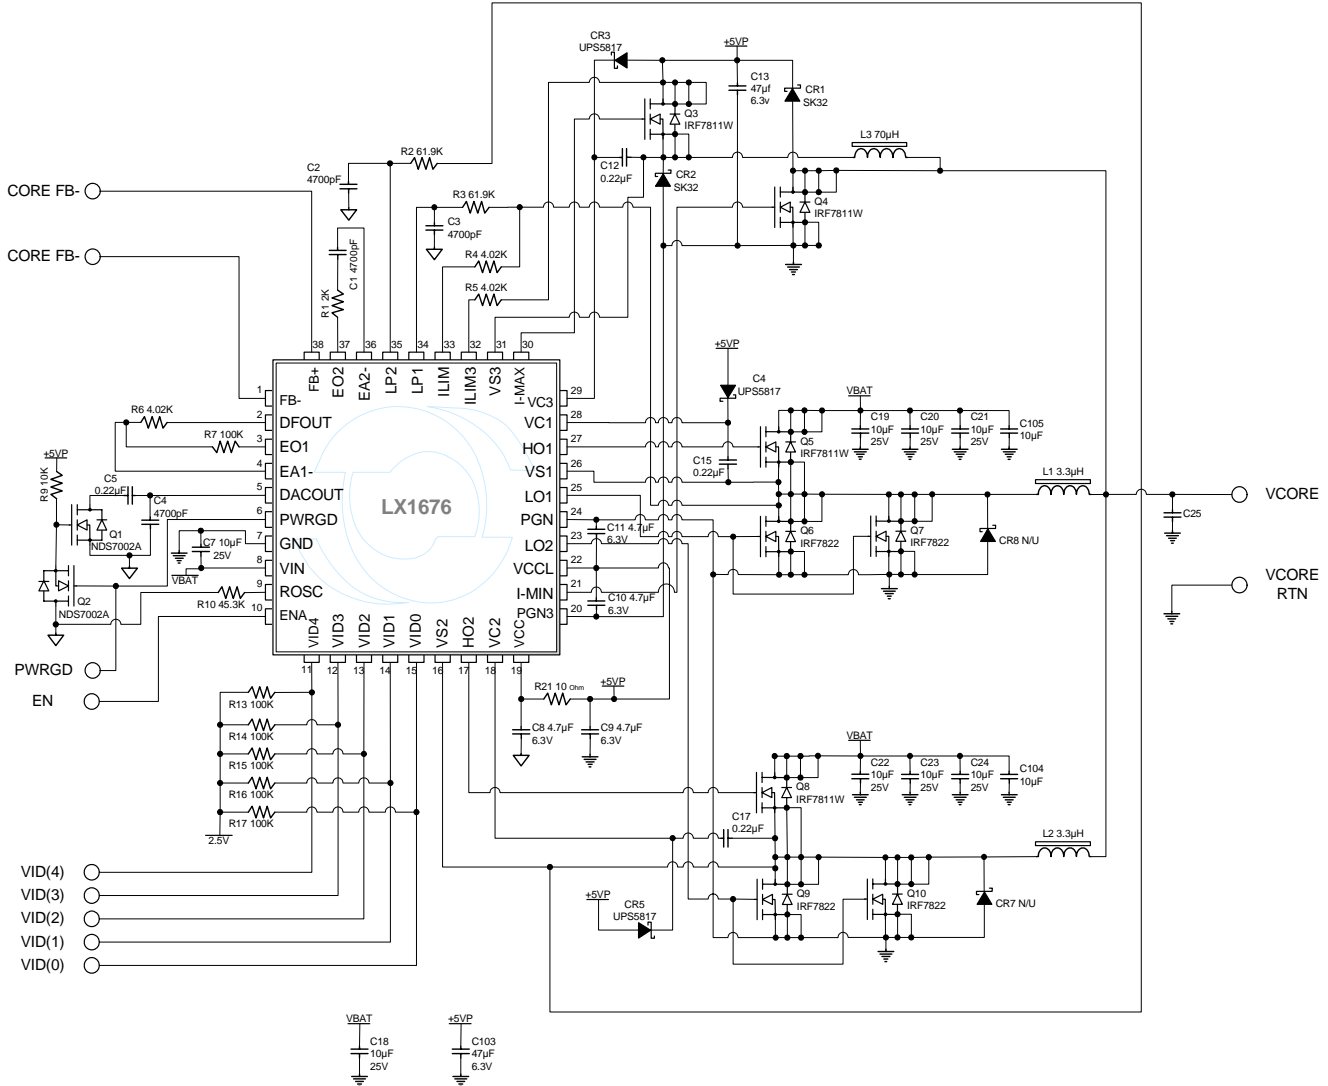 CR3
UPS5817
+5VP
C13
47µf
6.3v
CR1
SK32
Q3
IRF7811W
L3 70µH
C2
4700pF
R2 61.9K
C12
0.22µF
CR2
SK32
CORE FB-
R3 61.9K
C3
4700pF
Q4
IRF7811W
CORE FB-
R4 4.02K
C1 4700pF
R5 4.02K
R1 2K
38 37 36 35 34 33 32 31 30
FB+ EO2 EA2- LP2 LP1 ILIM ILIM3 VS3 I-MAX
+5VP
C4
UPS5817
1 FB-
2 DFOUT
3 EO1
4 EA1-
5 DACOUT
6 PWRGD
7 GND
8 VIN
9 ROSC
10 ENA
LX1676
VC3 29
VC1 28
HO1 27
VS1 26
LO1 25
PGN 24
LO2 23
VCCL 22
I-MIN 21
PGN3 20
R6 4.02K
R7 100K
+5VP
R9 10K
C5
0.22µF
C4
4700pF
Q1
NDS7002A
C7 10µF
25V
VBAT
Q2
NDS7002A
R10 45.3K
VBAT
C19
10µF
25V
C20
10µF
25V
C21
10µF
25V
C105
10µF
Q5
IRF7811W
C15
0.22µF
L1 3.3µH
VCORE
C25
C11 4.7µF
6.3V
Q6
IRF7822
Q7
IRF7822
CR8 N/U
VCORE
RTN
C10 4.7µF
6.3V
VID4 VID3 VID2 VID1 VID0 VS2 HO2 VC2 VCC
11 12 13 14 15 16 17 18 19
PWRGD
EN
R13 100K
R14 100K
R15 100K
R16 100K
R17 100K
2.5V
R21 10 Ohm
+5VP
C8 4.7µF
6.3V
C9 4.7µF
6.3V
VBAT
C22
10µF
25V
C23
10µF
25V
C24
10µF
25V
C104
10µF
Q8
IRF7811W
C17
0.22µF
L2 3.3µH
VID(4)
VID(3)
VID(2)
VID(1)
VID(0)
+5VP
CR5
UPS5817
Q9
IRF7822
Q10
IRF7822
CR7 N/U
VBAT
C18
10µF
25V
+5VP
C103
47µF
6.3V